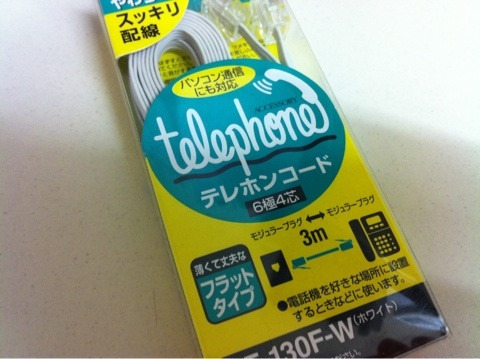 スッキリ
配線
パソコン通信
にも対応
ACCESSORY
telephone
テレホンコード
6極4芯
モジュラープラグ ⟷ モジュラープラグ
3m
薄くて丈夫な
フラット
タイプ
●電話機を好きな場所に設置
するときなどに使います。
130F-W(ホワイト)